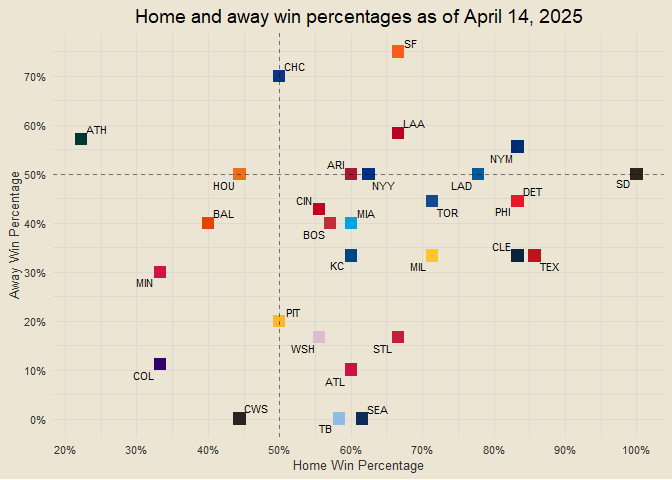 Home and away win percentages as of April 14, 2025
SF
CHC
70%
LAA
ATH
60%
NYM
ARI
50%
HOU
NYY
LAD
SD
DET
PHI
CIN
BAL
MIA
TOR
40%
BOS
CLE
KC
MIL
TEX
30%
MIN
PIT
20%
WSH
STL
COL
10%
ATL
CWS
SEA
0%
TB
20% 30% 40% 50% 60% 70% 80% 90% 100%
Home Win Percentage
Away Win Percentage